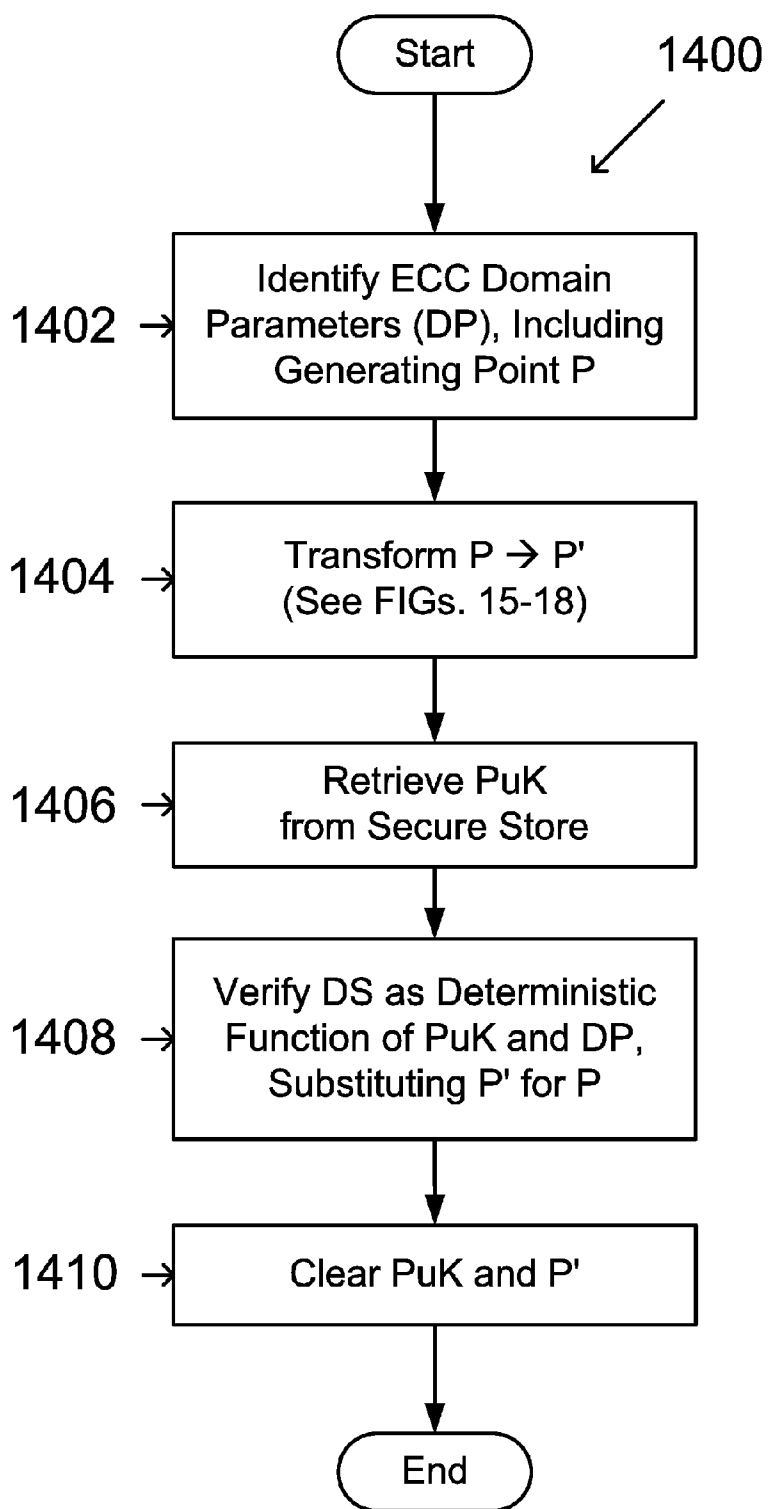 Start
1400
1402
Identify ECC Domain
Parameters (DP), Including
Generating Point P
1404
Transform P → P'
(See FIGs. 15-18)
1406
Retrieve PuK
from Secure Store
1408
Verify DS as Deterministic
Function of PuK and DP,
Substituting P' for P
1410
Clear PuK and P'
End